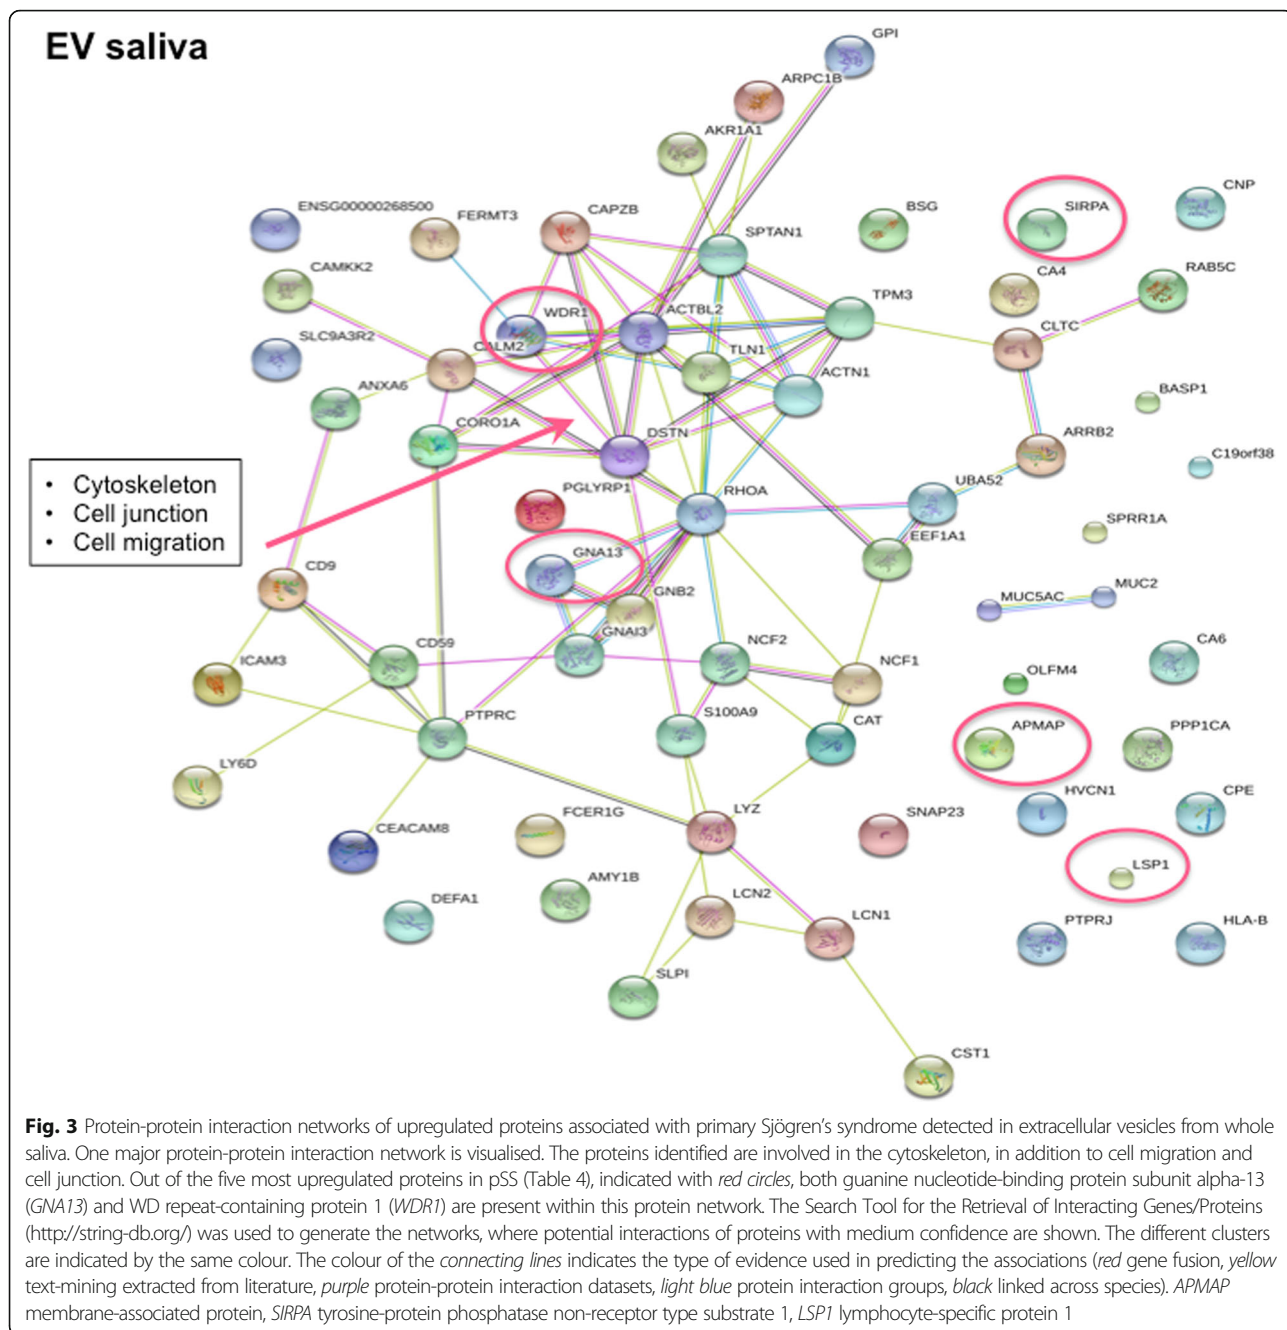 EV saliva
GPI
ARPC1B
AKR1A1
ENSG00000268500
FERMT3
CAPZB
SPTAN1
BSG
SIRPA
CNP
CAMKK2
CA4
RAB5C
WDR1
ACTBL2
TPM3
CLTC
SLC9A3R2
CALM2
TLN1
ACTN1
ANXA6
BASP1
CORO1A
DSTN
ARRB2
C19orf38
• Cytoskeleton
• Cell junction
• Cell migration
PGLYRP1
RHOA
UBA52
SPRR1A
EEF1A1
GNA13
CD9
GNB2
MUC5AC
MUC2
GNAI3
CD59
NCF2
NCF1
CA6
ICAM3
OLFM4
PTPRC
S100A9
CAT
APMAP
PPP1CA
LY6D
HVCN1
CPE
CEACAM8
FCER1G
LYZ
SNAP23
LSP1
DEFA1
AMY1B
LCN2
LCN1
PTPRJ
HLA-B
SLPI
CST1
Fig. 3 Protein-protein interaction networks of upregulated proteins associated with primary Sjögren's syndrome detected in extracellular vesicles from whole
saliva. One major protein-protein interaction network is visualised. The proteins identified are involved in the cytoskeleton, in addition to cell migration and
cell junction. Out of the five most upregulated proteins in pSS (Table 4), indicated with red circles, both guanine nucleotide-binding protein subunit alpha-13
(GNA13) and WD repeat-containing protein 1 (WDR1) are present within this protein network. The Search Tool for the Retrieval of Interacting Genes/Proteins
(http://string-db.org/) was used to generate the networks, where potential interactions of proteins with medium confidence are shown. The different clusters
are indicated by the same colour. The colour of the connecting lines indicates the type of evidence used in predicting the associations (red gene fusion, yellow
text-mining extracted from literature, purple protein-protein interaction datasets, light blue protein interaction groups, black linked across species). APMAP
membrane-associated protein, SIRPA tyrosine-protein phosphatase non-receptor type substrate 1, LSP1 lymphocyte-specific protein 1